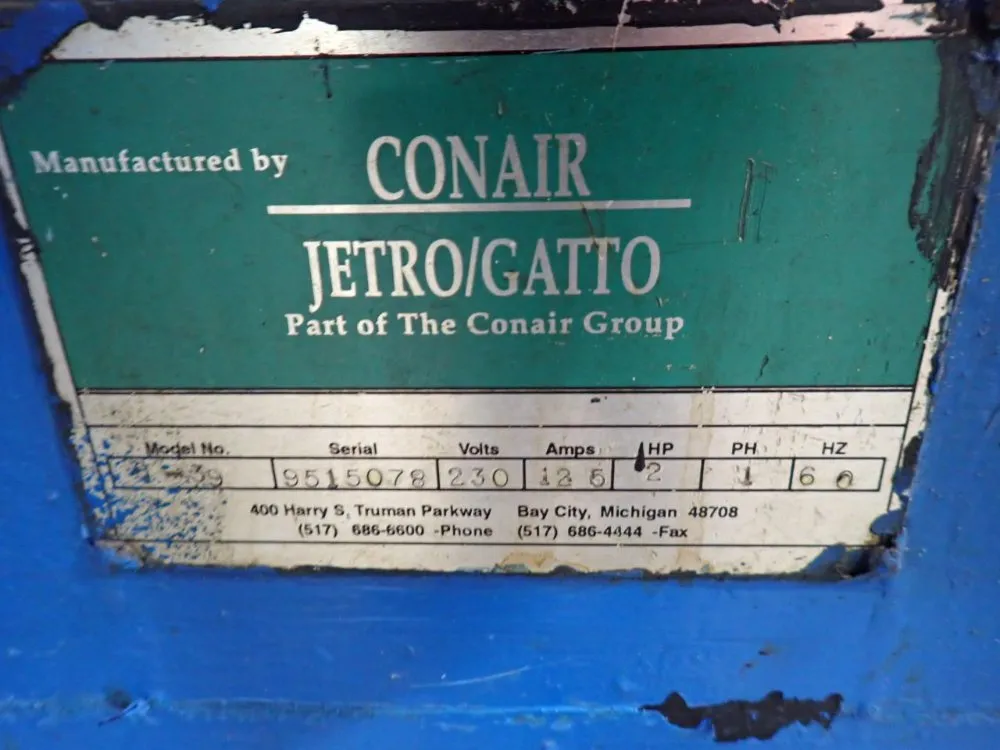 Manufactured by CONAIR
JETRO/GATTO
Part of The Conair Group
Model No. Serial Volts Amps HP PH HZ
-39 9515078 230 12 5 2 1 60
400 Harry S. Truman Parkway Bay City, Michigan 48708
(517) 686-6600 -Phone (517) 686-4444 -Fax